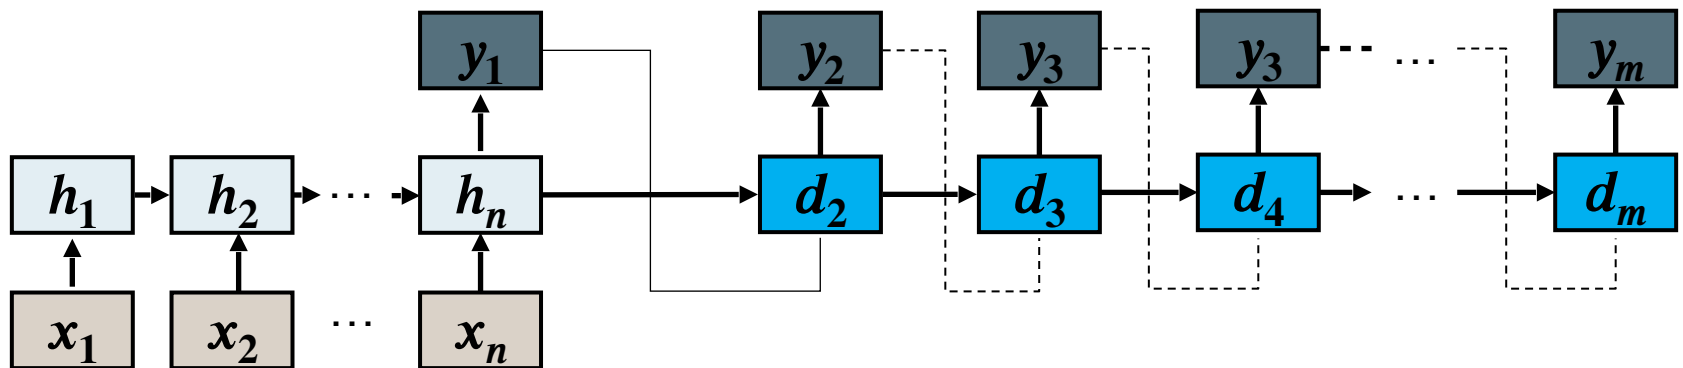 y₁ y₂ y₃ y₃ ... yₘ
h₁ h₂ ... hₙ d₂ d₃ d₄ ... dₘ
x₁ x₂ ... xₙ